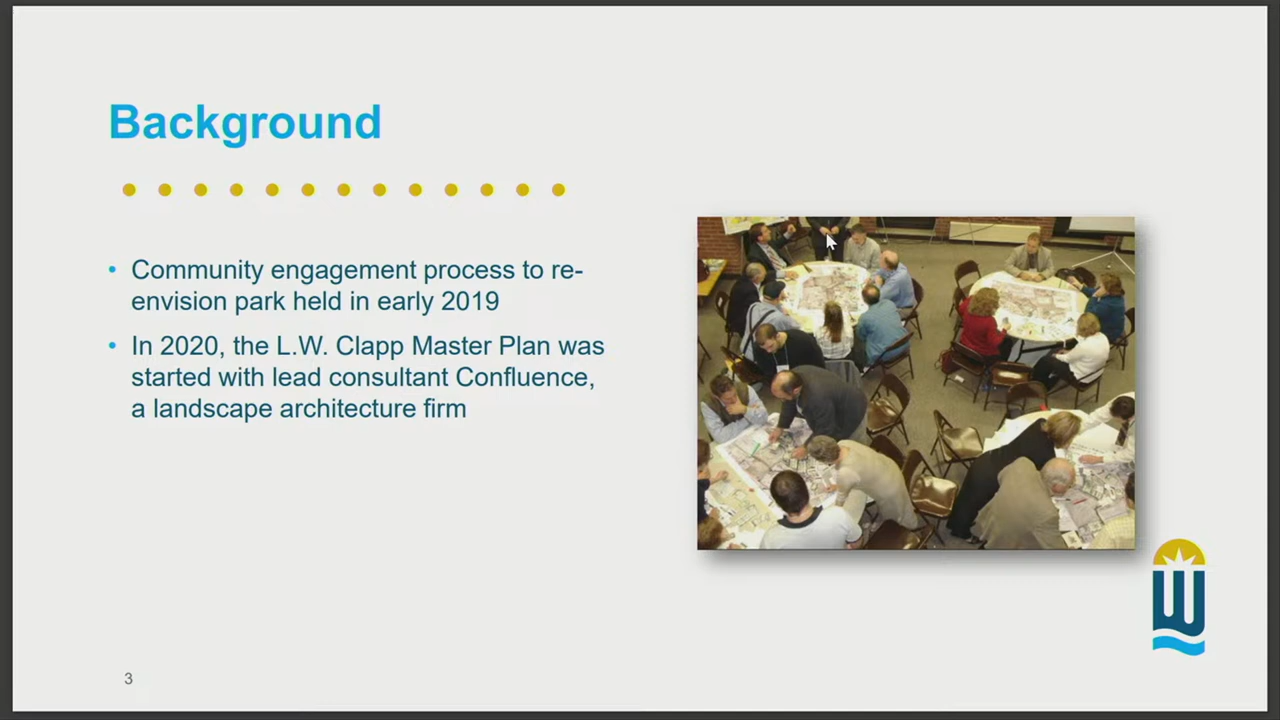 Background
• Community engagement process to re-
envision park held in early 2019
• In 2020, the L.W. Clapp Master Plan was
started with lead consultant Confluence,
a landscape architecture firm
3